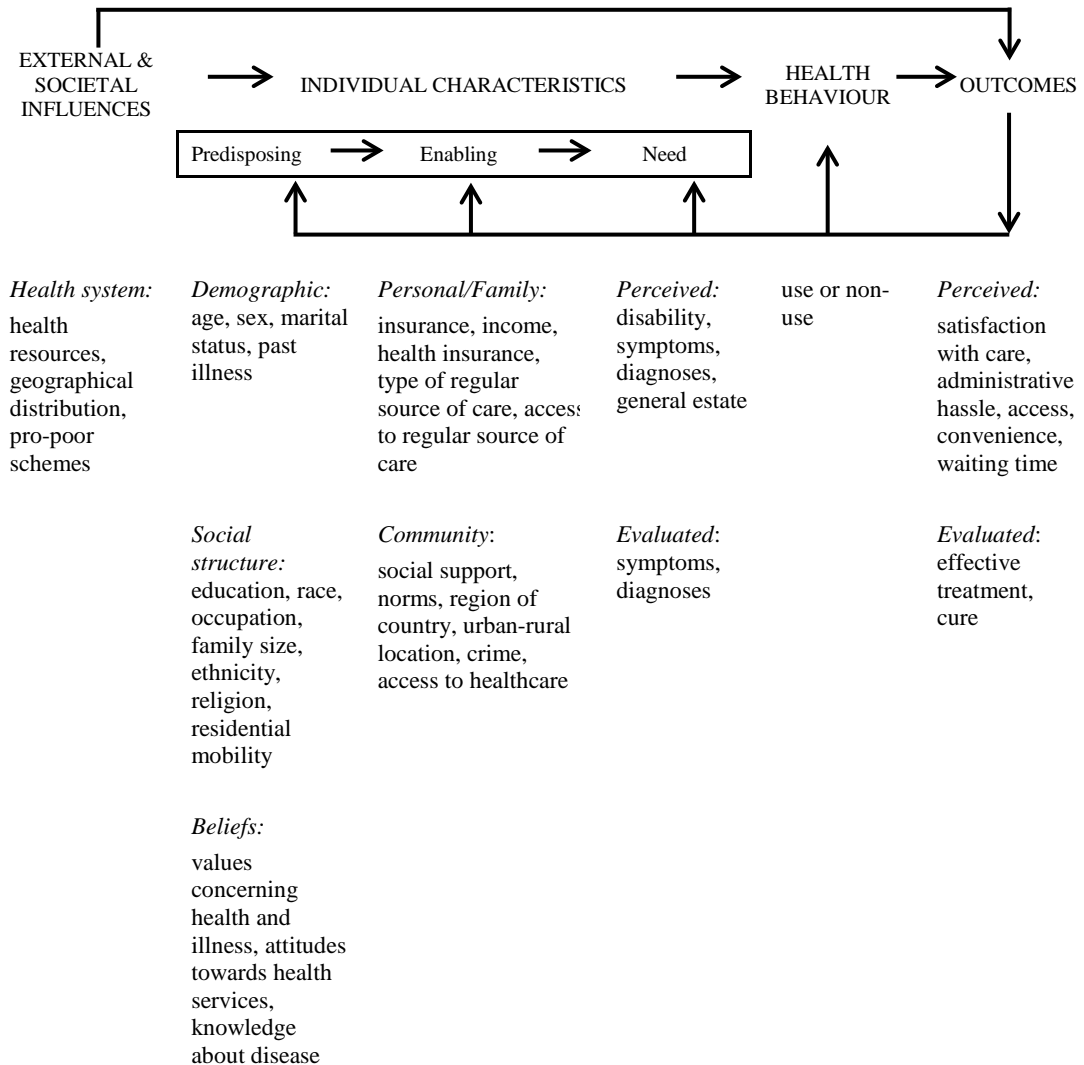 EXTERNAL &
SOCIETAL
INFLUENCES
INDIVIDUAL CHARACTERISTICS
HEALTH
BEHAVIOUR
OUTCOMES
Predisposing
Enabling
Need
Health system:
health
resources,
geographical
distribution,
pro-poor
schemes
Demographic:
age, sex, marital
status, past
illness
Personal/Family:
insurance, income,
health insurance,
type of regular
source of care, access
to regular source of
care
Perceived:
disability,
symptoms,
diagnoses,
general estate
use or non-
use
Perceived:
satisfaction
with care,
administrative
hassle, access,
convenience,
waiting time
Social
structure:
education, race,
occupation,
family size,
ethnicity,
religion,
residential
mobility
Community:
social support,
norms, region of
country, urban-rural
location, crime,
access to healthcare
Evaluated:
symptoms,
diagnoses
Evaluated:
effective
treatment,
cure
Beliefs:
values
concerning
health and
illness, attitudes
towards health
services,
knowledge
about disease